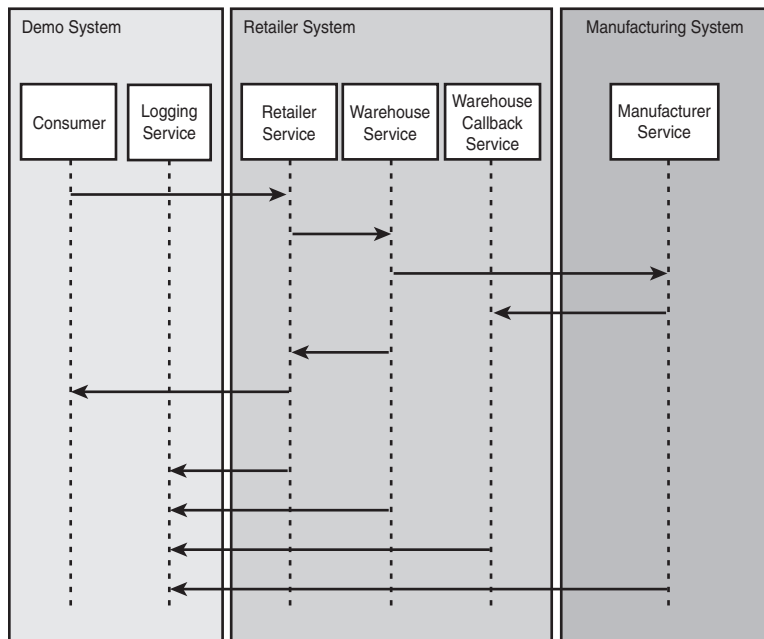 Demo System
Retailer System
Manufacturing System
Consumer
Logging
Service
Retailer
Service
Warehouse
Service
Warehouse
Callback
Service
Manufacturer
Service